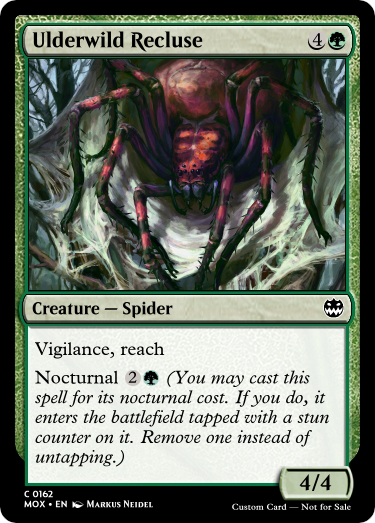 Ulderwild Recluse 4
Creature — Spider
Vigilance, reach
Nocturnal 2 (You may cast this
spell for its nocturnal cost. If you do, it
enters the battlefield tapped with a stun
counter on it. Remove one instead of
untapping.)
4/4
C 0162
MOX • EN Markus Neidel
Custom Card — Not for Sale